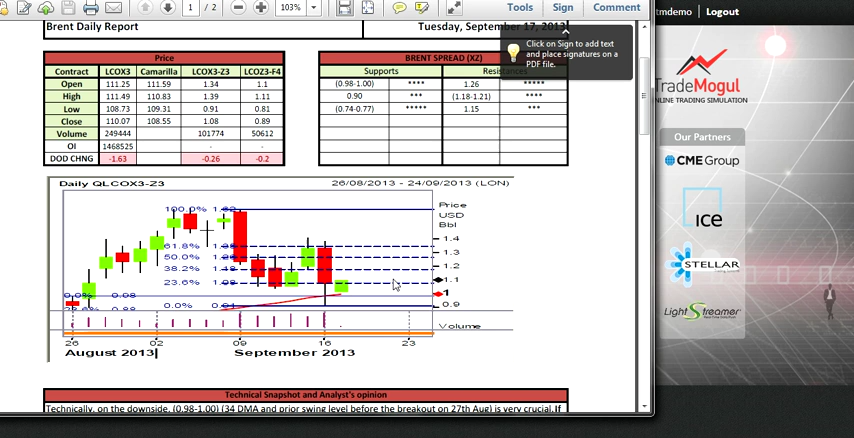 1 / 2 103% Tools Sign Comment
tmdemo Logout
Brent Daily Report Tuesday, September 17, 2013
Click on Sign to add text and place signatures on a PDF file.
TradeMogul
ONLINE TRADING SIMULATION
Our Partners
CME Group
ice
STELLAR
LightStreamer
Price
Contract LCOX3 Camarilla LCOX3-Z3 LCOZ3-F4
Open 111.25 111.59 1.34 1.1
High 111.49 110.83 1.39 1.11
Low 108.73 109.31 0.91 0.81
Close 110.07 108.55 1.08 0.89
Volume 249444 101774 50612
OI 1468525 - -
DOD CHNG -1.63 -0.26 -0.2
BRENT SPREAD (XZ)
Supports Resistances
(0.98-1.00) **** 1.26 *****
0.90 *** (1.18-1.21) ****
(0.74-0.77) ***** 1.15 ***
Daily QLCOX3-Z3 26/08/2013 - 24/09/2013 (LON)
Price
USD
Bbl
100.0%
61.8%
50.0%
38.2%
23.6%
0.0%
0.0% 0.08
1.4
1.3
1.2
1.1
1
0.9
Volume
26 02 09 16 23
August 2013 September 2013
Technical Snapshot and Analyst's opinion
Technically, on the downside, (0.98-1.00) (34 DMA and prior swing level before the breakout on 27th Aug) is very crucial. If